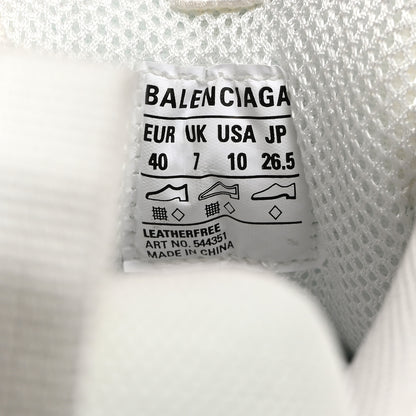 BALENCIAGA
EUR UK USA JP
40 7 10 26.5
LEATHERFREE
ART NO. 544351
MADE IN CHINA